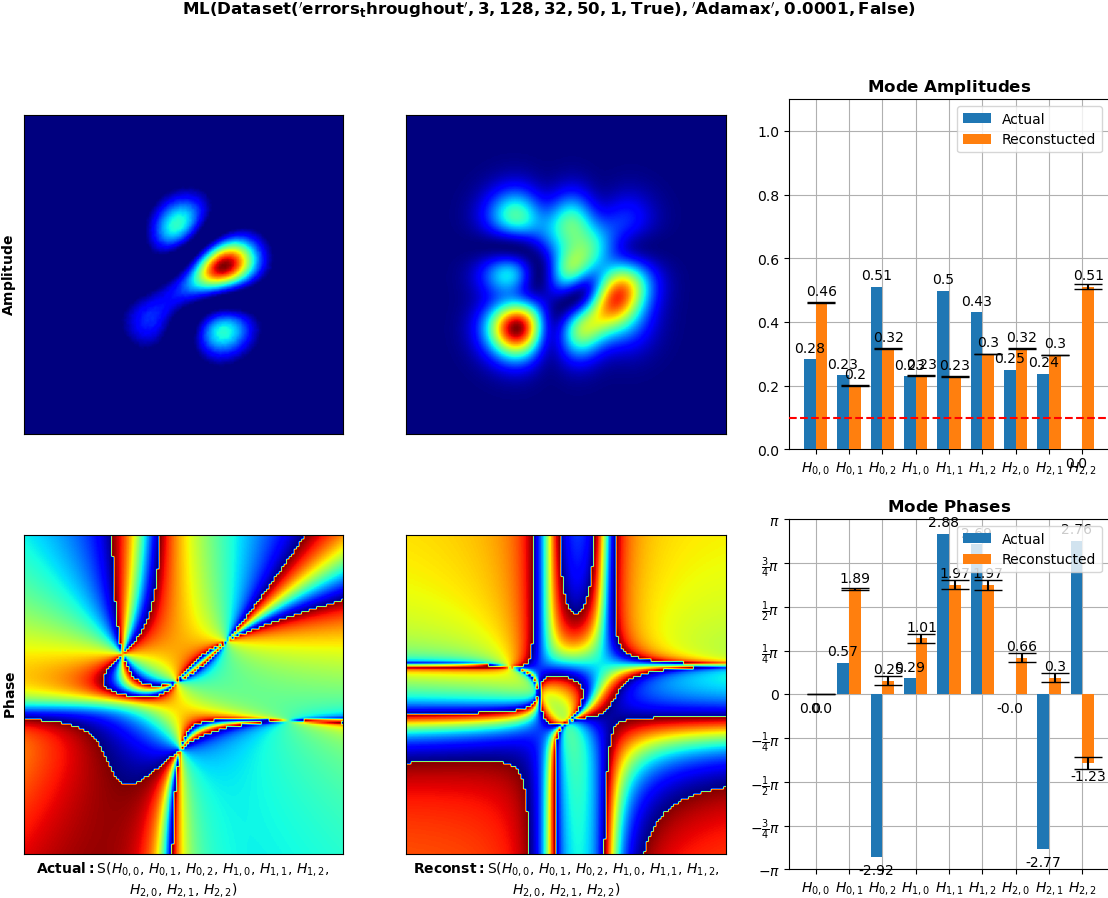 ML(Dataset('errors_throughout', 3, 128, 32, 50, 1, True), 'Adamax', 0.0001, False)
Amplitude
Mode Amplitudes
Actual
Reconstucted
1.0
0.8
0.6
0.4
0.2
0.0
0.28
0.46
0.23
0.2
0.51
0.32
0.23
0.23
0.5
0.23
0.43
0.3
0.25
0.32
0.24
0.3
0.0
0.51
H0,0 H0,1 H0,2 H1,0 H1,1 H1,2 H2,0 H2,1 H2,2
Phase
Mode Phases
Actual
Reconstucted
π
3/4π
1/2π
1/4π
0
−1/4π
−1/2π
−3/4π
−π
0.0
0.0
0.57
1.89
-2.92
0.25
0.29
1.01
2.88
1.97
1.97
-0.0
0.66
-2.77
0.3
2.76
-1.23
H0,0 H0,1 H0,2 H1,0 H1,1 H1,2 H2,0 H2,1 H2,2
Actual: S(H0,0, H0,1, H0,2, H1,0, H1,1, H1,2,
H2,0, H2,1, H2,2)
Reconst: S(H0,0, H0,1, H0,2, H1,0, H1,1, H1,2,
H2,0, H2,1, H2,2)